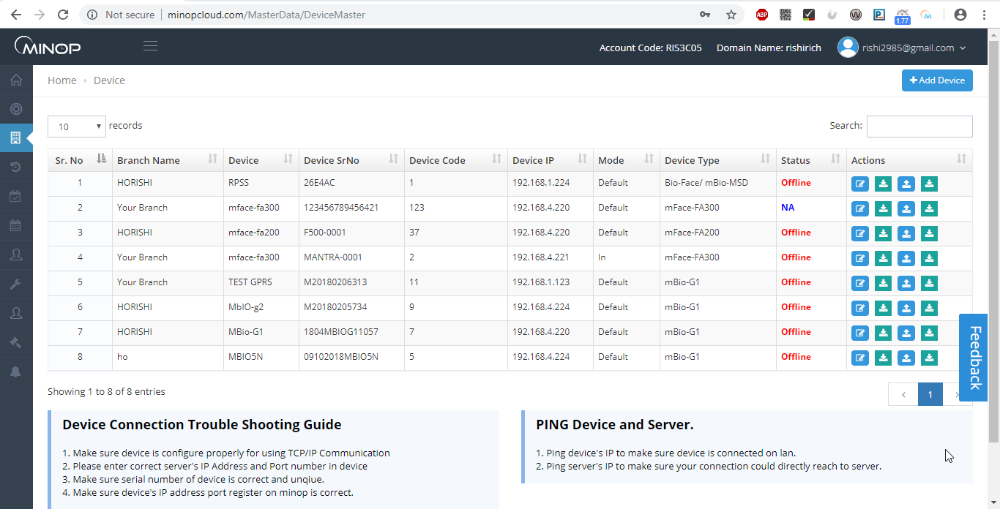 Not secure | minopcloud.com/MasterData/DeviceMaster
ABP
1.77
MINOP
Account Code: RIS3C05 Domain Name: rishirich rishi2985@gmail.com
Home Device
Add Device
10 records
Search:
Sr. No Branch Name Device Device SrNo Device Code Device IP Mode Device Type Status Actions
1 HORISHI RPSS 26E4AC 1 192.168.1.224 Default Bio-Face/ mBio-MSD Offline
2 Your Branch mface-fa300 123456789456421 123 192.168.4.220 Default mFace-FA300 NA
3 HORISHI mface-fa200 F500-0001 37 192.168.4.220 Default mFace-FA200 Offline
4 Your Branch mface-fa300 MANTRA-0001 2 192.168.4.221 In mFace-FA300 Offline
5 Your Branch TEST GPRS M20180206313 11 192.168.1.123 Default mBio-G1 Offline
6 HORISHI MbIO-g2 M20180205734 9 192.168.4.224 Default mBio-G1 Offline
7 HORISHI MBio-G1 1804MBIOG11057 7 192.168.4.220 Default mBio-G1 Offline
8 ho MBIO5N 09102018MBIO5N 5 192.168.4.224 Default mBio-G1 Offline
Feedback
Showing 1 to 8 of 8 entries
‹ 1 ›
Device Connection Trouble Shooting Guide
1. Make sure device is configure properly for using TCP/IP Communication
2. Please enter correct server's IP Address and Port number in device
3. Make sure serial number of device is correct and unqiue.
4. Make sure device's IP address port register on minop is correct.
PING Device and Server.
1. Ping device's IP to make sure device is connected on lan.
2. Ping server's IP to make sure your connection could directly reach to server.